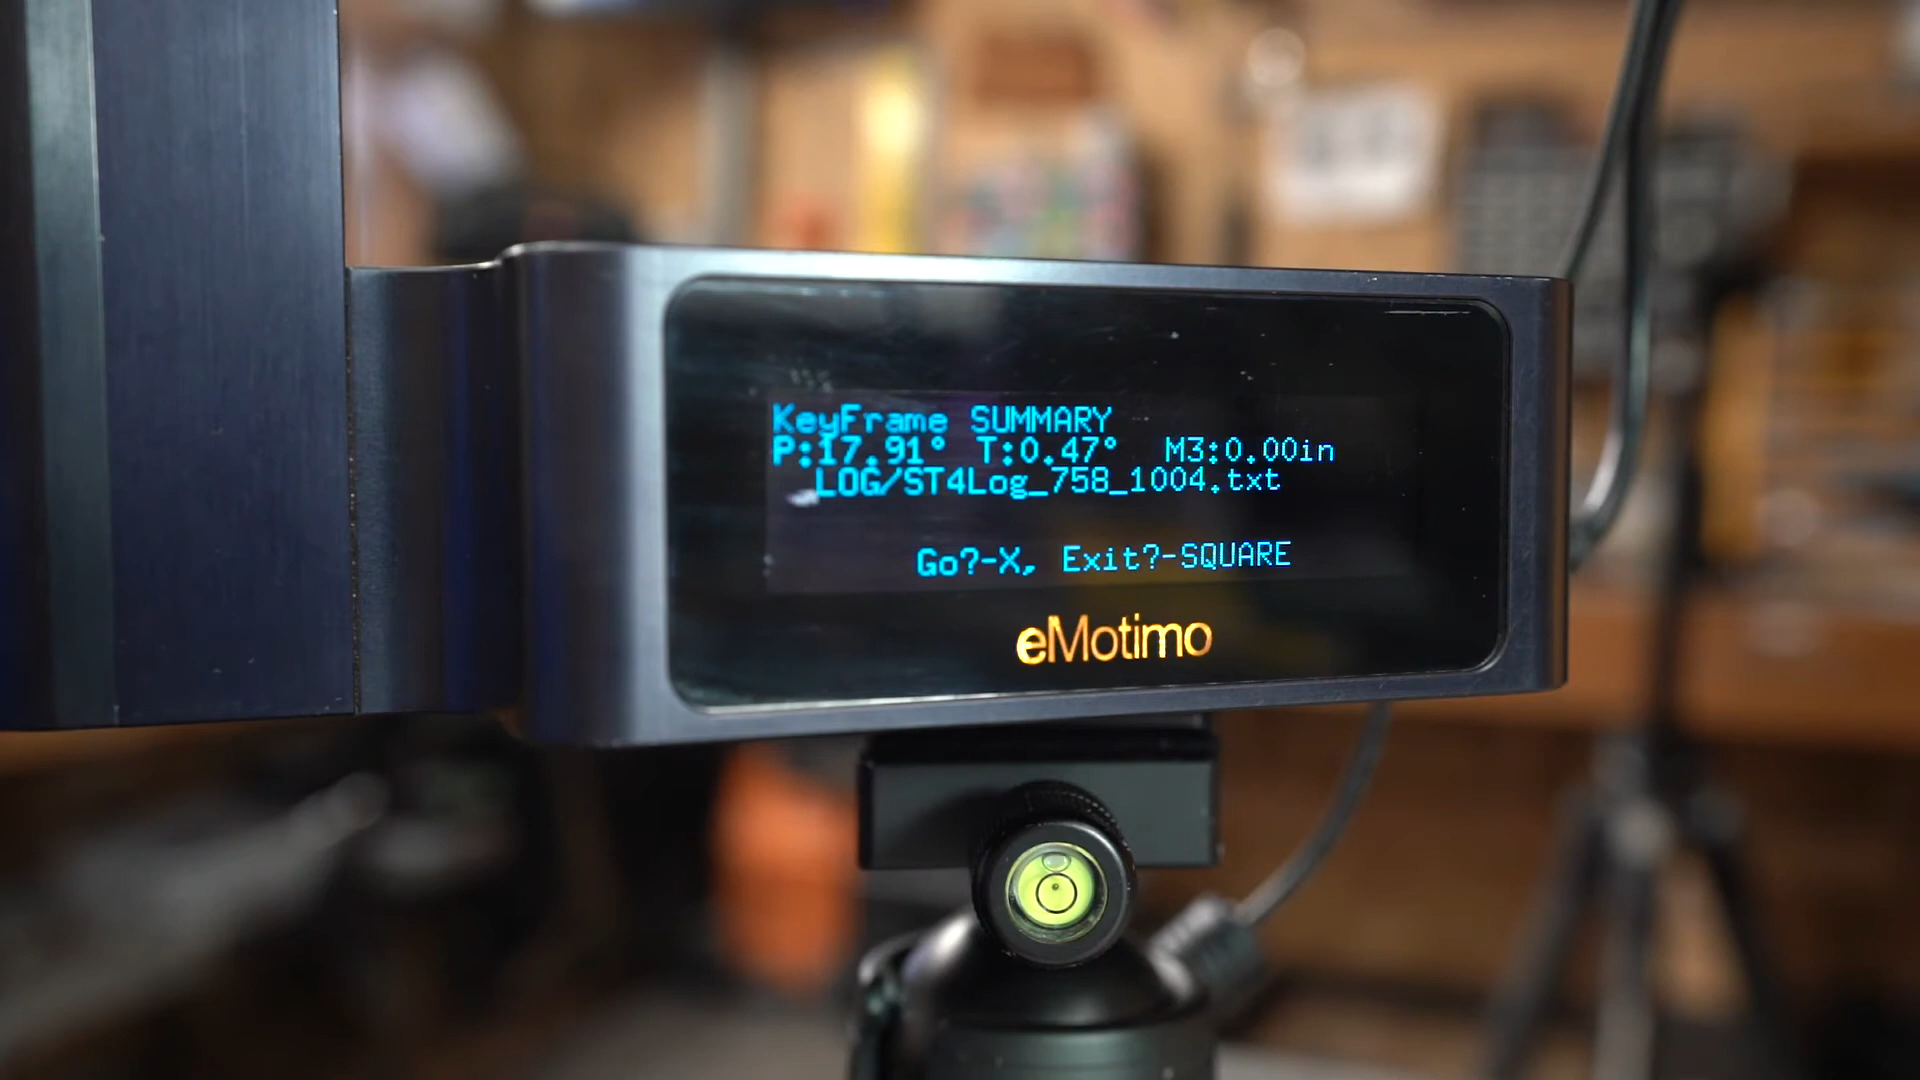 KeyFrame SUMMARY
P:17.91° T:0.47° M3:0.00in
LOG/ST4Log_758_1004.txt
Go?-X, Exit?-SQUARE
eMotimo